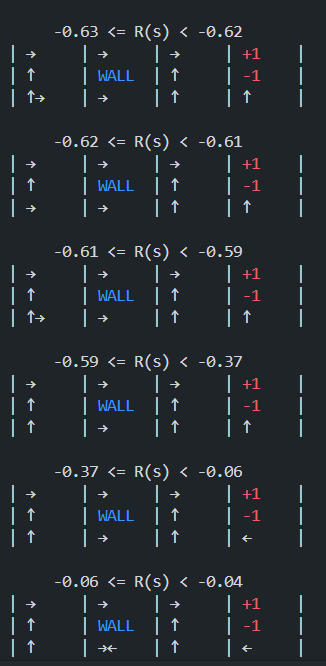 -0.63 <= R(s) < -0.62
| → | → | → | +1 |
| ↑ | WALL | ↑ | -1 |
| ↑→ | → | ↑ | ↑ |
-0.62 <= R(s) < -0.61
| → | → | → | +1 |
| ↑ | WALL | ↑ | -1 |
| → | → | ↑ | ↑ |
-0.61 <= R(s) < -0.59
| → | → | → | +1 |
| ↑ | WALL | ↑ | -1 |
| ↑→ | → | ↑ | ↑ |
-0.59 <= R(s) < -0.37
| → | → | → | +1 |
| ↑ | WALL | ↑ | -1 |
| ↑ | → | ↑ | ↑ |
-0.37 <= R(s) < -0.06
| → | → | → | +1 |
| ↑ | WALL | ↑ | -1 |
| ↑ | → | ↑ | ← |
-0.06 <= R(s) < -0.04
| → | → | → | +1 |
| ↑ | WALL | ↑ | -1 |
| ↑ | →← | ↑ | ← |